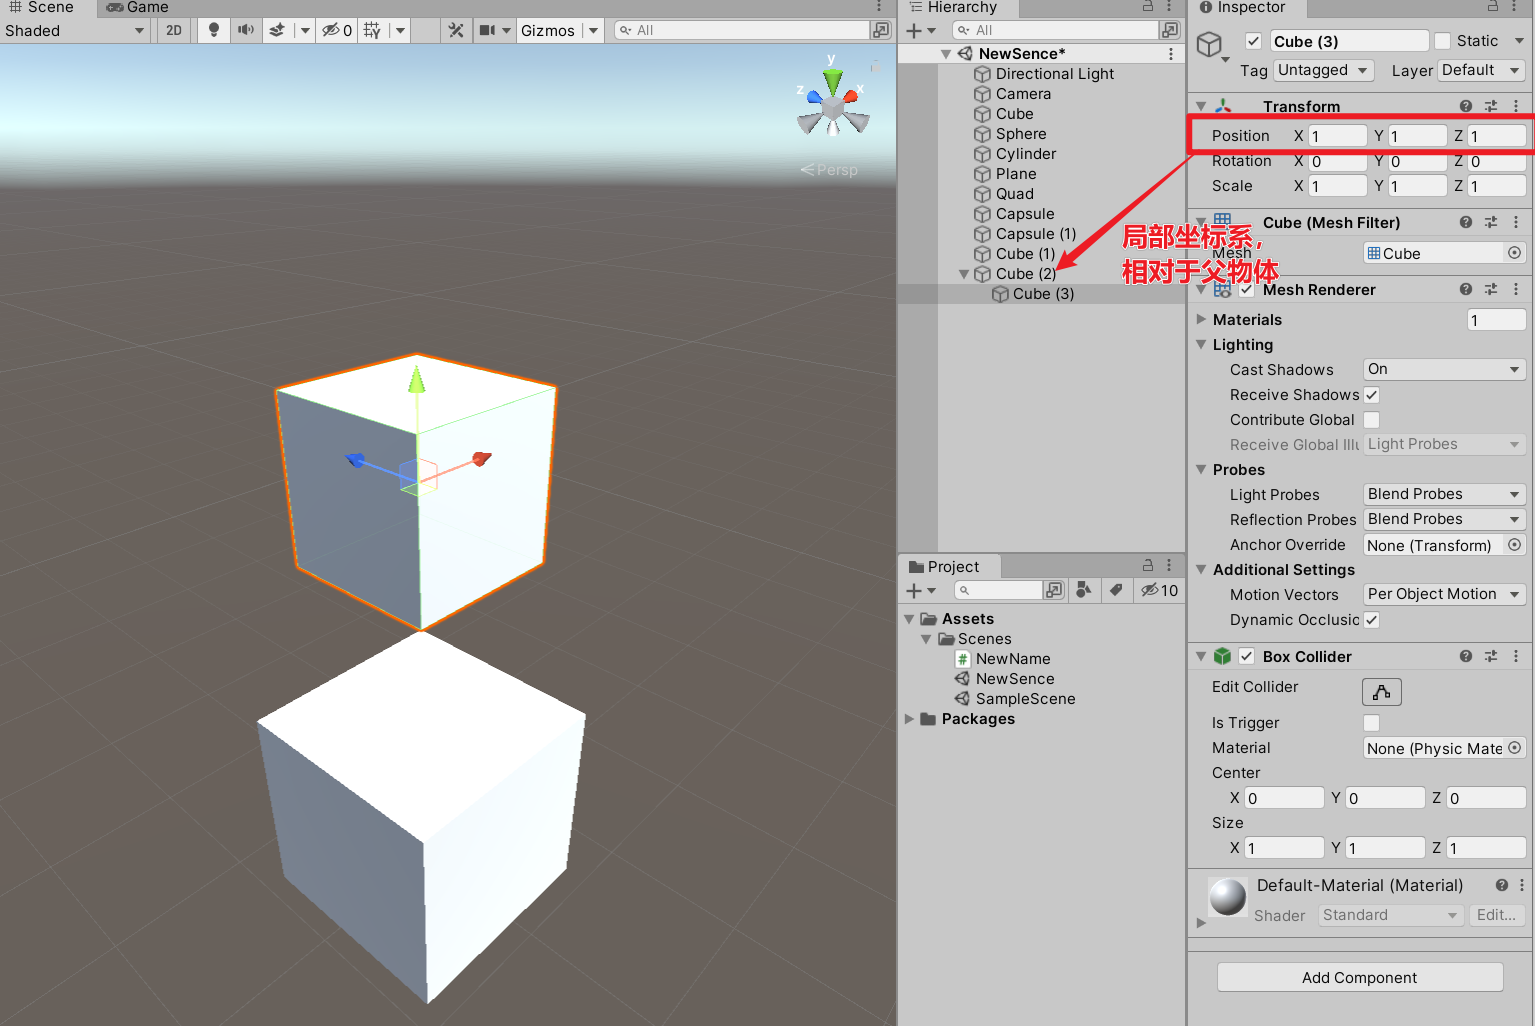 Scene
Game
Shaded
2D
0
Gizmos
All
y
z
x
Persp
Hierarchy
All
NewSence*
Directional Light
Camera
Cube
Sphere
Cylinder
Plane
Quad
Capsule
Capsule (1)
Cube (1)
Cube (2)
Cube (3)
局部坐标系，
相对于父物体
Project
10
Assets
Scenes
NewName
NewSence
SampleScene
Packages
Inspector
Cube (3)
Static
Tag Untagged Layer Default
Transform
Position X 1 Y 1 Z 1
Rotation X 0 Y 0 Z 0
Scale X 1 Y 1 Z 1
Cube (Mesh Filter)
Mesh Cube
Mesh Renderer
Materials 1
Lighting
Cast Shadows On
Receive Shadows
Contribute Global
Receive Global Illu Light Probes
Probes
Light Probes Blend Probes
Reflection Probes Blend Probes
Anchor Override None (Transform)
Additional Settings
Motion Vectors Per Object Motion
Dynamic Occlusic
Box Collider
Edit Collider
Is Trigger
Material None (Physic Mate
Center
X 0 Y 0 Z 0
Size
X 1 Y 1 Z 1
Default-Material (Material)
Shader Standard Edit...
Add Component